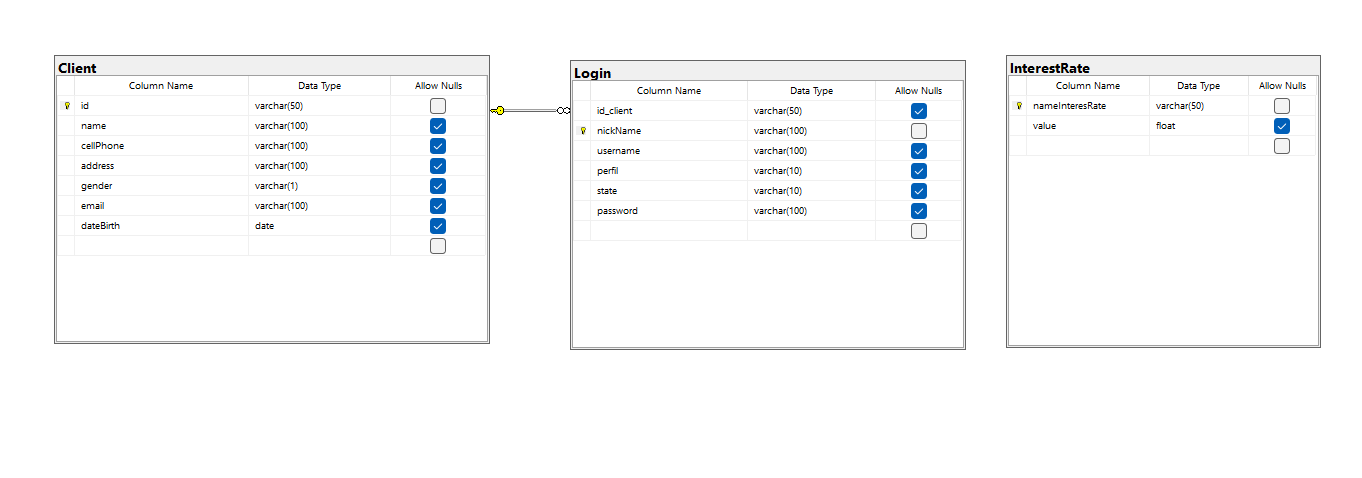 Client
Column Name Data Type Allow Nulls
id varchar(50)
name varchar(100)
cellPhone varchar(100)
address varchar(100)
gender varchar(1)
email varchar(100)
dateBirth date
Login
Column Name Data Type Allow Nulls
id_client varchar(50)
nickName varchar(100)
username varchar(100)
perfil varchar(10)
state varchar(10)
password varchar(100)
InterestRate
Column Name Data Type Allow Nulls
nameInteresRate varchar(50)
value float